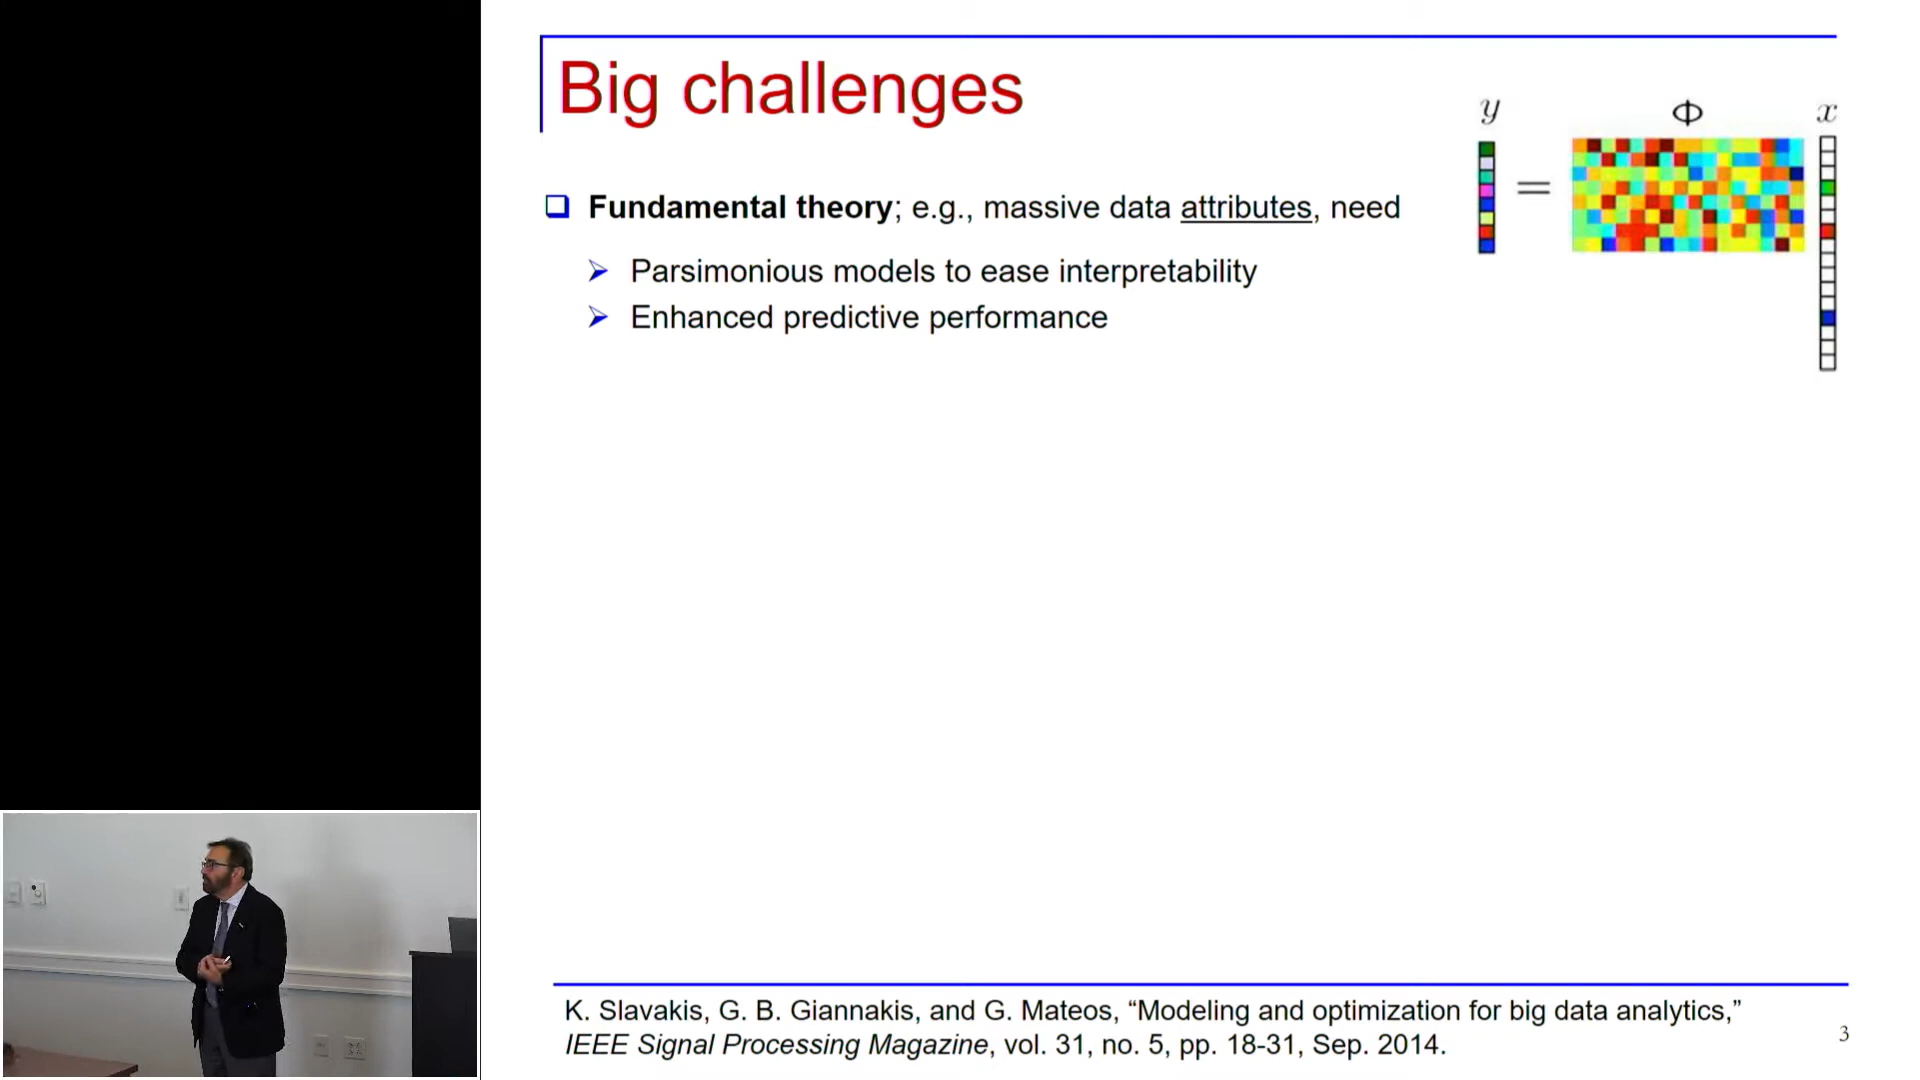 Big challenges
y = Φ x
Fundamental theory; e.g., massive data attributes, need
Parsimonious models to ease interpretability
Enhanced predictive performance
K. Slavakis, G. B. Giannakis, and G. Mateos, “Modeling and optimization for big data analytics,”
IEEE Signal Processing Magazine, vol. 31, no. 5, pp. 18-31, Sep. 2014.
3